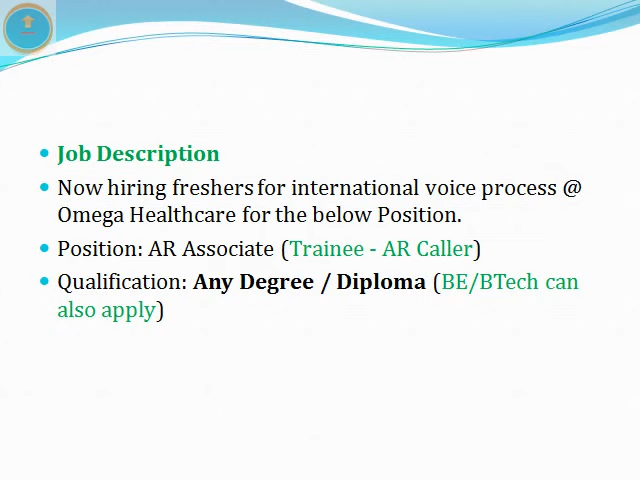 Job Description
Now hiring freshers for international voice process @
Omega Healthcare for the below Position.
Position: AR Associate (Trainee - AR Caller)
Qualification: Any Degree / Diploma (BE/BTech can
also apply)